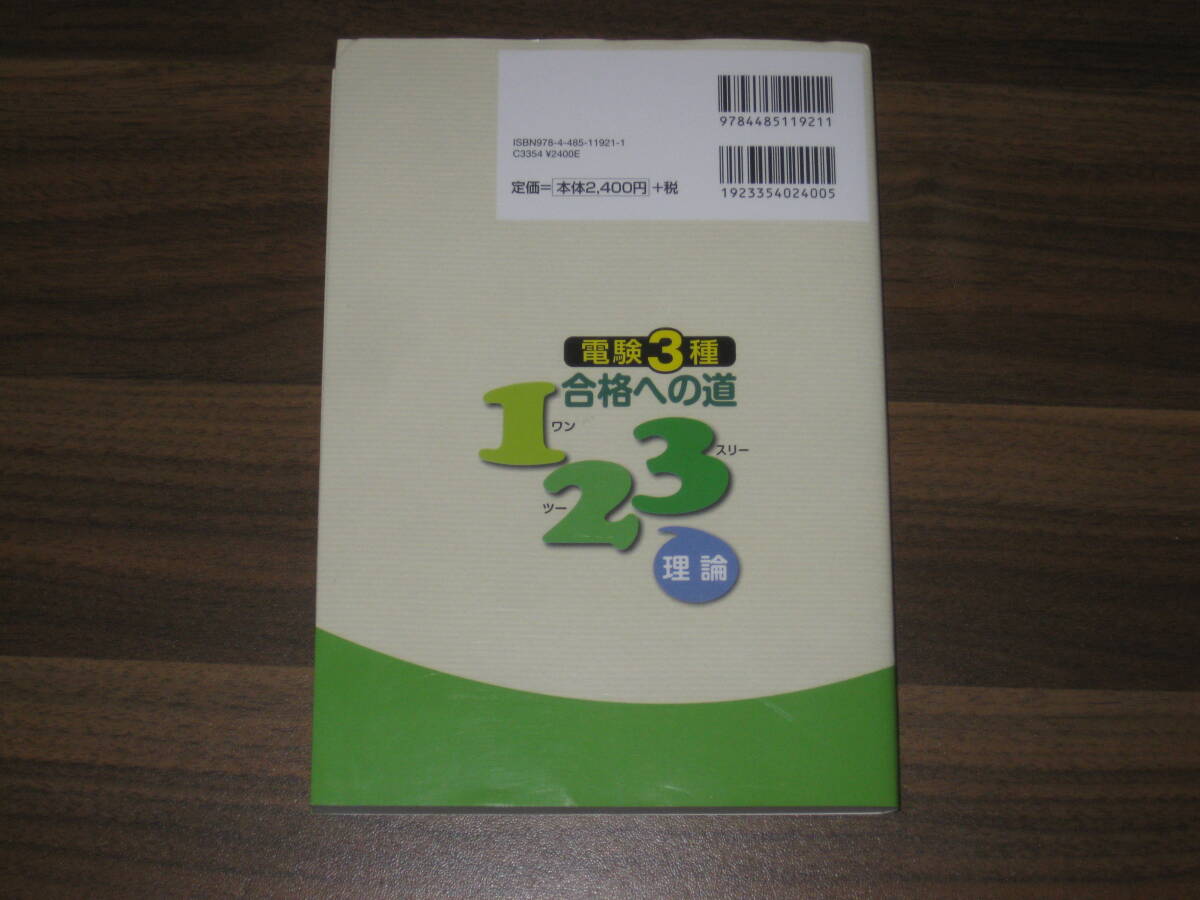 9784485119211
ISBN978-4-485-11921-1
C3354 ¥2400E
1923354024005
定価＝本体2,400円＋税
電験3種
合格への道
1
ワン
2
ツー
3
スリー
理論